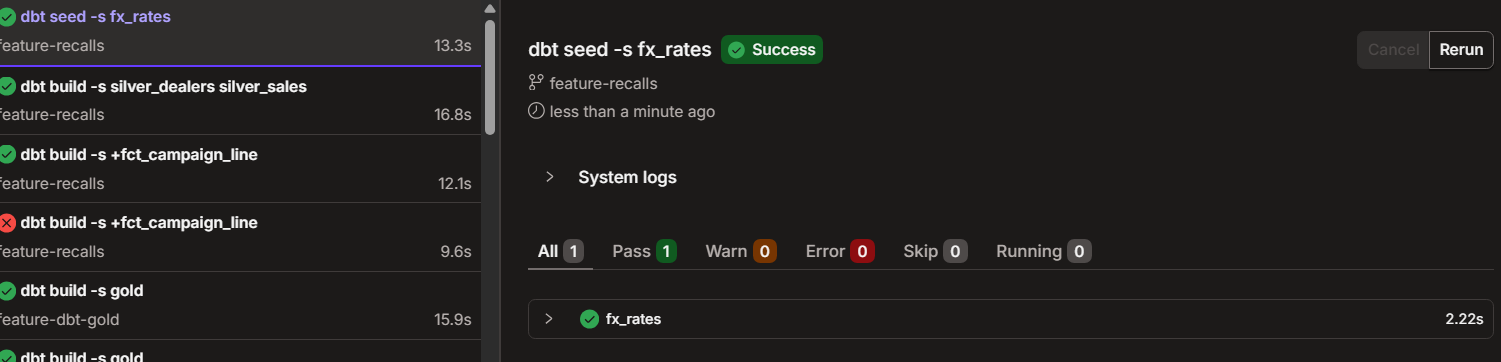 dbt seed -s fx_rates
feature-recalls 13.3s
dbt build -s silver_dealers silver_sales
feature-recalls 16.8s
dbt build -s +fct_campaign_line
feature-recalls 12.1s
dbt build -s +fct_campaign_line
feature-recalls 9.6s
dbt build -s gold
feature-dbt-gold 15.9s
dbt build -s gold
dbt seed -s fx_rates Success
Cancel Rerun
feature-recalls
less than a minute ago
System logs
All 1 Pass 1 Warn 0 Error 0 Skip 0 Running 0
fx_rates 2.22s